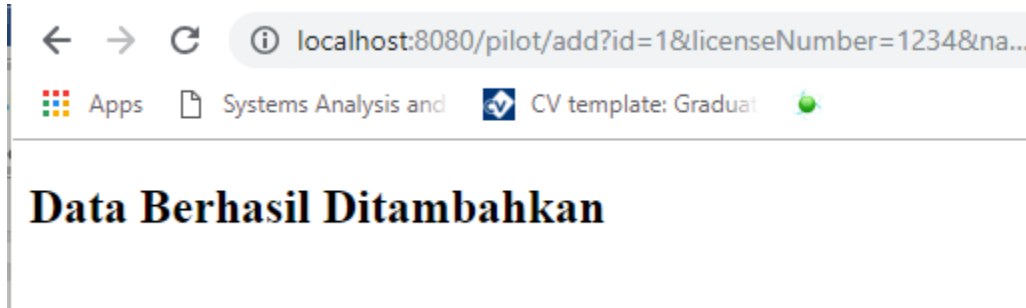 localhost:8080/pilot/add?id=1&licenseNumber=1234&na...
Apps Systems Analysis and CV template: Graduat
Data Berhasil Ditambahkan